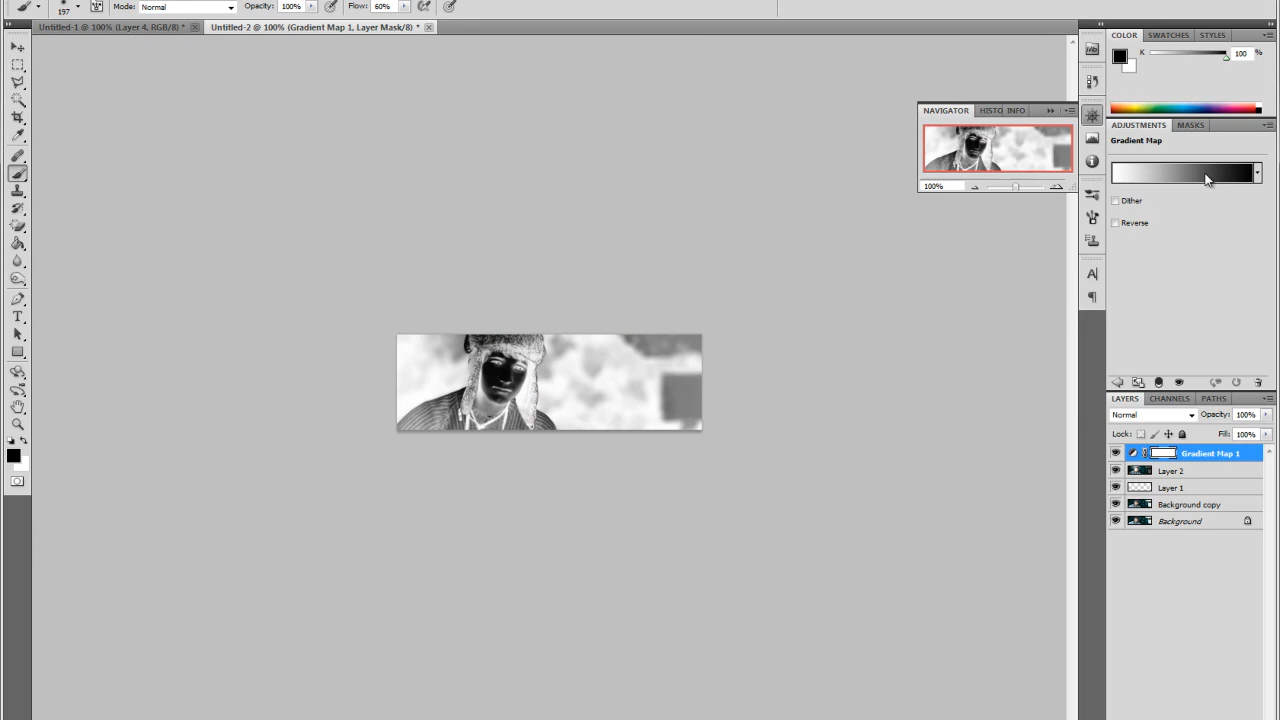 197 Mode: Normal Opacity: 100% Flow: 60%
Untitled-1 @ 100% (Layer 4, RGB/8) * Untitled-2 @ 100% (Gradient Map 1, Layer Mask/8) *
COLOR SWATCHES STYLES
K 100 %
NAVIGATOR HISTO INFO
100%
ADJUSTMENTS MASKS
Gradient Map
Dither
Reverse
LAYERS CHANNELS PATHS
Normal Opacity: 100%
Lock: Fill: 100%
Gradient Map 1
Layer 2
Layer 1
Background copy
Background